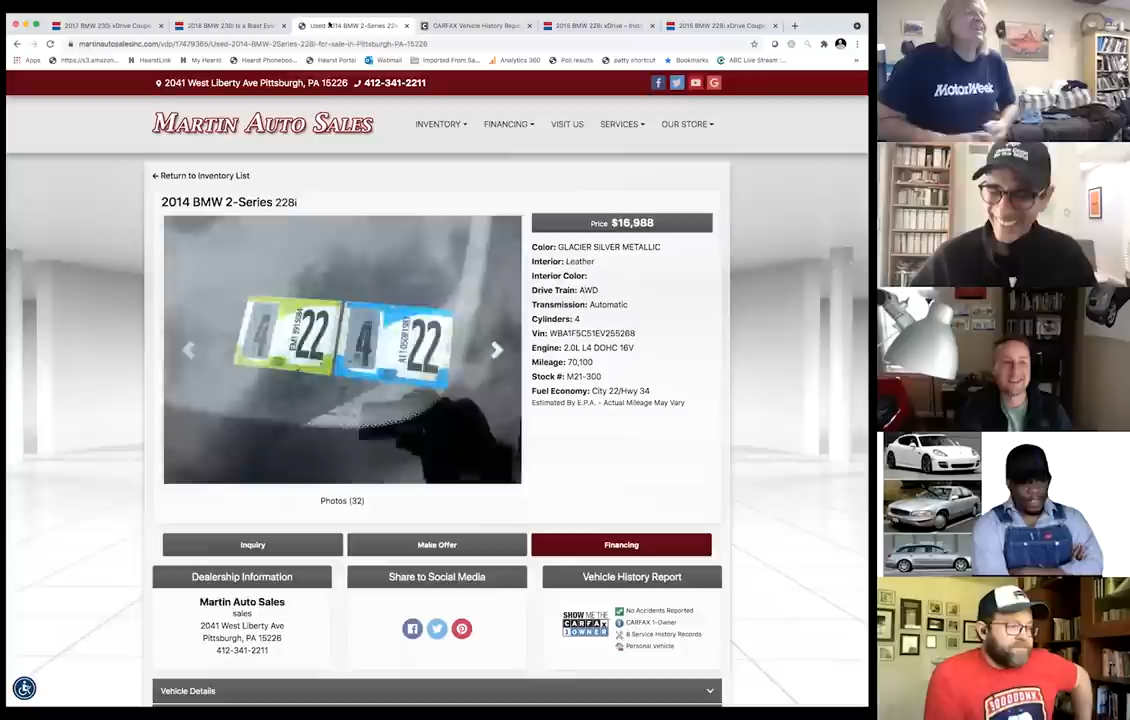 2017 BMW 230i xDrive Coupe
2018 BMW 230i Is a Blast Eve
Used 2014 BMW 2-Series 22
CARFAX Vehicle History Repo
2015 BMW 228i xDrive – Insi
2015 BMW 228i xDrive Coup
martinautosalesinc.com/vdp/17479365/Used-2014-BMW-2Series-228i-for-sale-in-Pittsburgh-PA-15226
Apps
https://s3.amazon...
HearstLink
My Hearst
Hearst Phoneboo...
Hearst Portal
Webmail
Imported From Sa...
Analytics 360
Poll results
patty shortcut
Bookmarks
ABC Live Stream :...
2041 West Liberty Ave Pittsburgh, PA 15226
412-341-2211
MARTIN AUTO SALES
INVENTORY
FINANCING
VISIT US
SERVICES
OUR STORE
Return to Inventory List
2014 BMW 2-Series 228i
4
22
4
22
Photos (32)
Price $16,988
Color: GLACIER SILVER METALLIC
Interior: Leather
Interior Color:
Drive Train: AWD
Transmission: Automatic
Cylinders: 4
Vin: WBA1F5C51EV255268
Engine: 2.0L L4 DOHC 16V
Mileage: 70,100
Stock #: M21-300
Fuel Economy: City 22/Hwy 34
Estimated By E.P.A. - Actual Mileage May Vary
Inquiry
Make Offer
Financing
Dealership Information
Share to Social Media
Vehicle History Report
Martin Auto Sales
sales
2041 West Liberty Ave
Pittsburgh, PA 15226
412-341-2211
SHOW ME THE
CARFAX
1 OWNER
No Accidents Reported
CARFAX 1-Owner
8 Service History Records
Personal Vehicle
Vehicle Details
MotorWeek